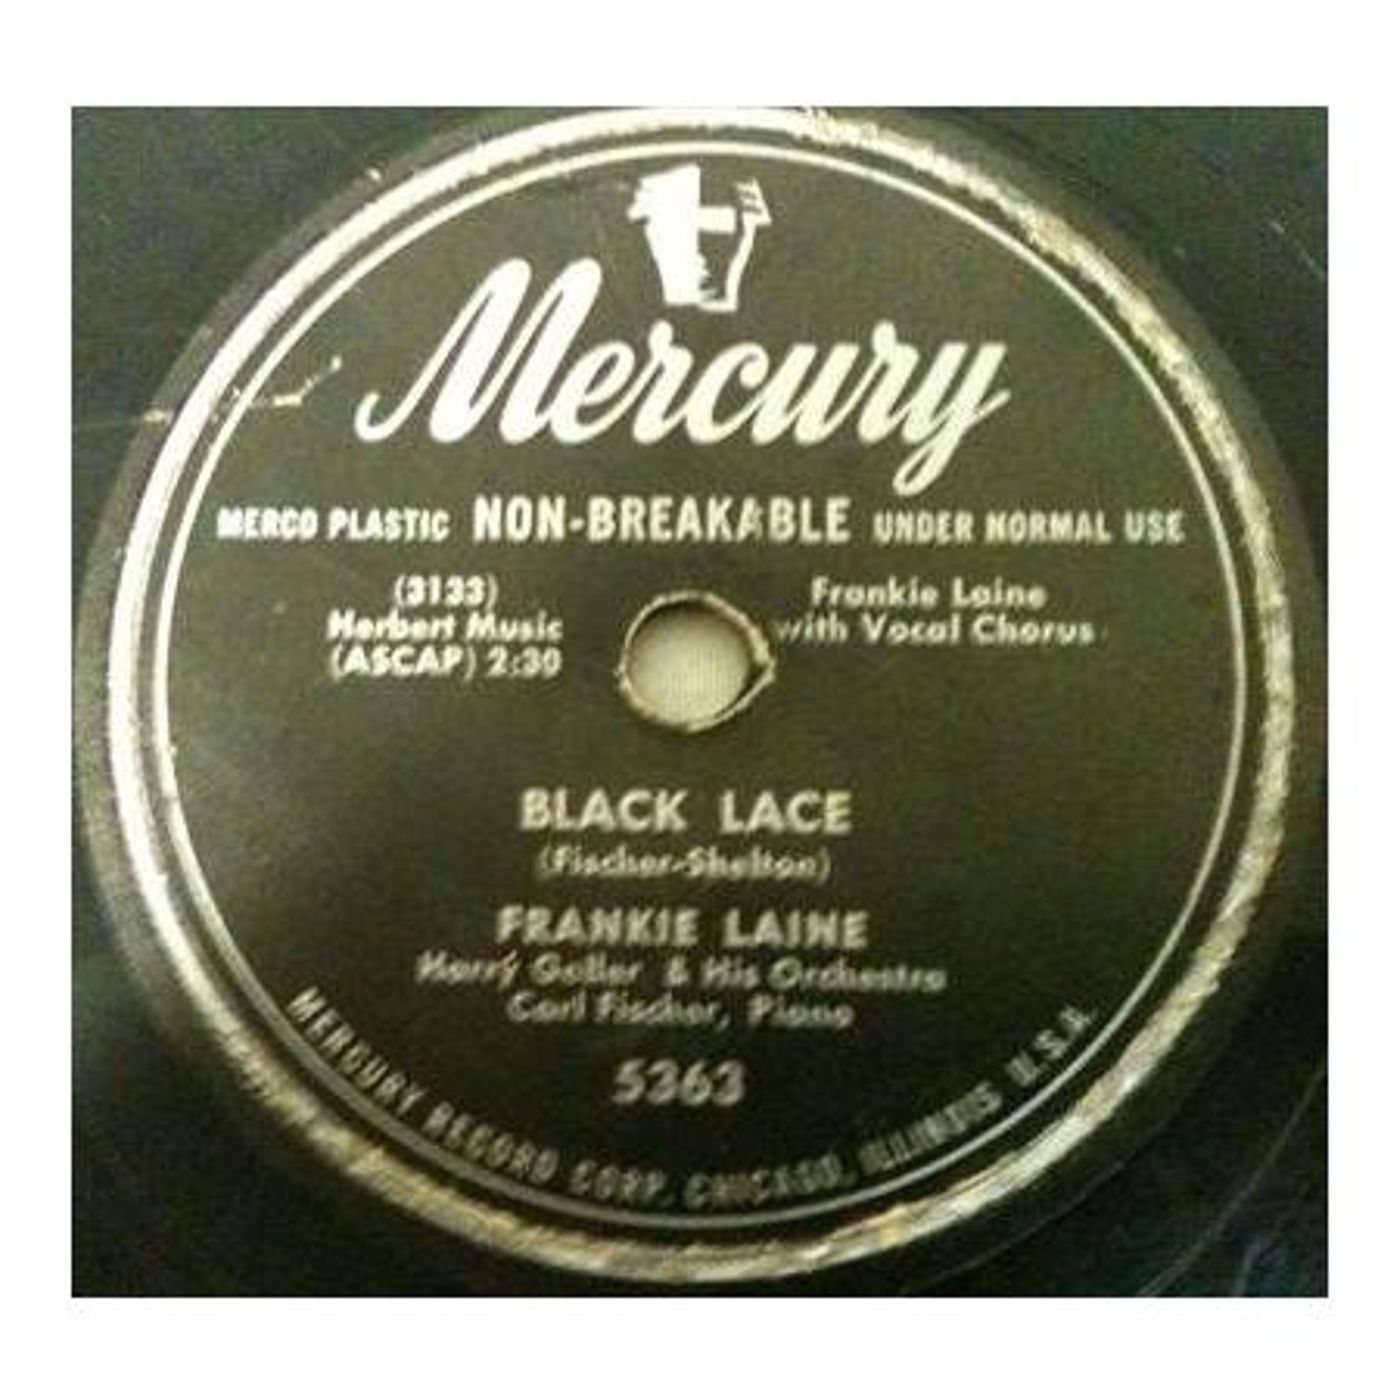 Mercury
MERCO PLASTIC NON-BREAKABLE UNDER NORMAL USE
(3133)
Herbert Music
(ASCAP) 2:30
Frankie Laine
with Vocal Chorus
BLACK LACE
(Fischer-Shelton)
FRANKIE LAINE
Harry Geller & His Orchestra
Carl Fischer, Piano
5363
MERCURY RECORD CORP. CHICAGO, ILLINOIS U.S.A.